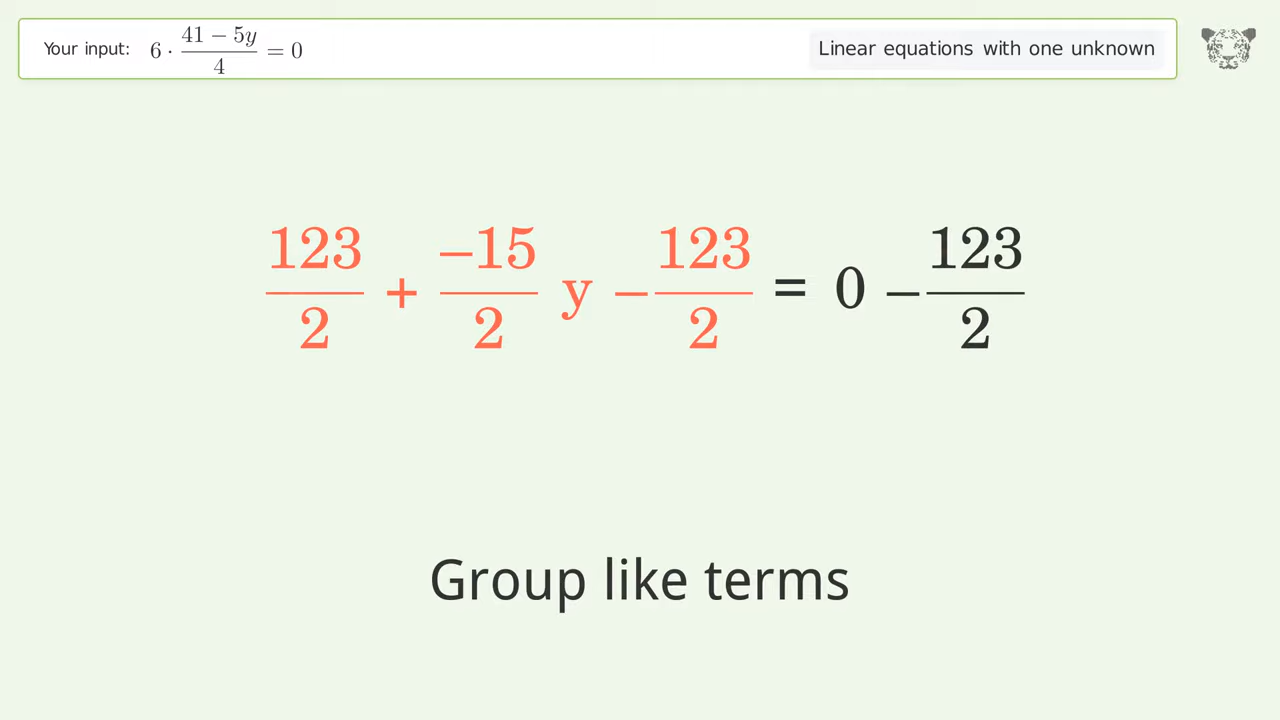 Your input: 6 · (41 − 5y)/4 = 0
Linear equations with one unknown
123/2 + −15/2 y − 123/2 = 0 − 123/2
Group like terms